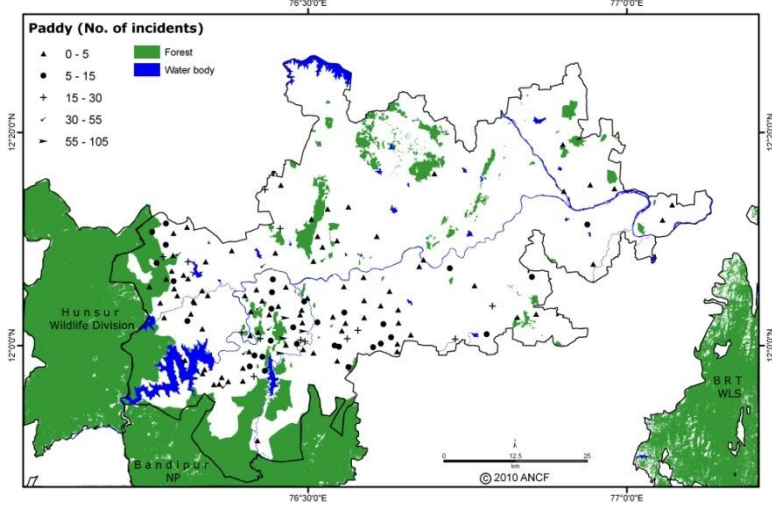 76°30'0"E
77°0'0"E
Paddy (No. of incidents)
0 - 5
5 - 15
15 - 30
30 - 55
55 - 105
Forest
Water body
12°20'0"N
12°20'0"N
Hunsur
Wildlife Division
12°0'0"N
12°0'0"N
BRT
WLS
Bandipur
NP
0
12.5
25
km
© 2010 ANCF
76°30'0"E
77°0'0"E